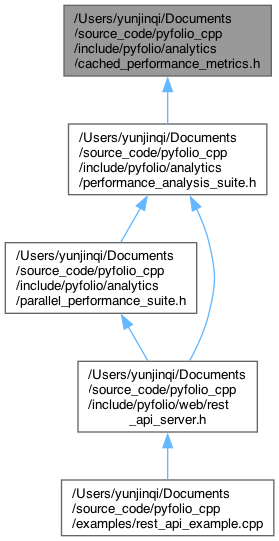 /Users/yunjinqi/Documents
/source_code/pyfolio_cpp
/include/pyfolio/analytics
/cached_performance_metrics.h
/Users/yunjinqi/Documents
/source_code/pyfolio_cpp
/include/pyfolio/analytics
/performance_analysis_suite.h
/Users/yunjinqi/Documents
/source_code/pyfolio_cpp
/include/pyfolio/analytics
/parallel_performance_suite.h
/Users/yunjinqi/Documents
/source_code/pyfolio_cpp
/include/pyfolio/web/rest
_api_server.h
/Users/yunjinqi/Documents
/source_code/pyfolio_cpp
/examples/rest_api_example.cpp